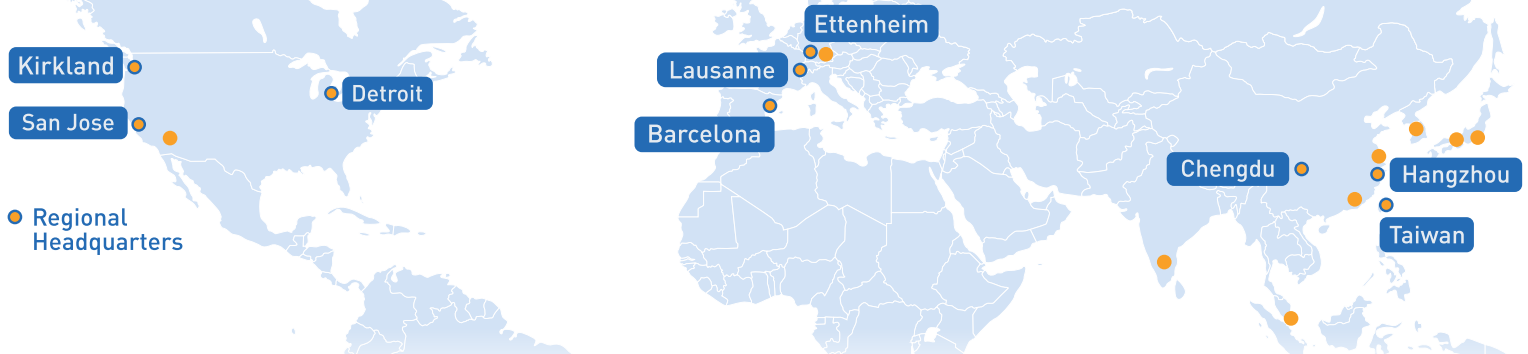 Ettenheim
Kirkland
Lausanne
Detroit
San Jose
Barcelona
Chengdu
Hangzhou
Regional
Headquarters
Taiwan